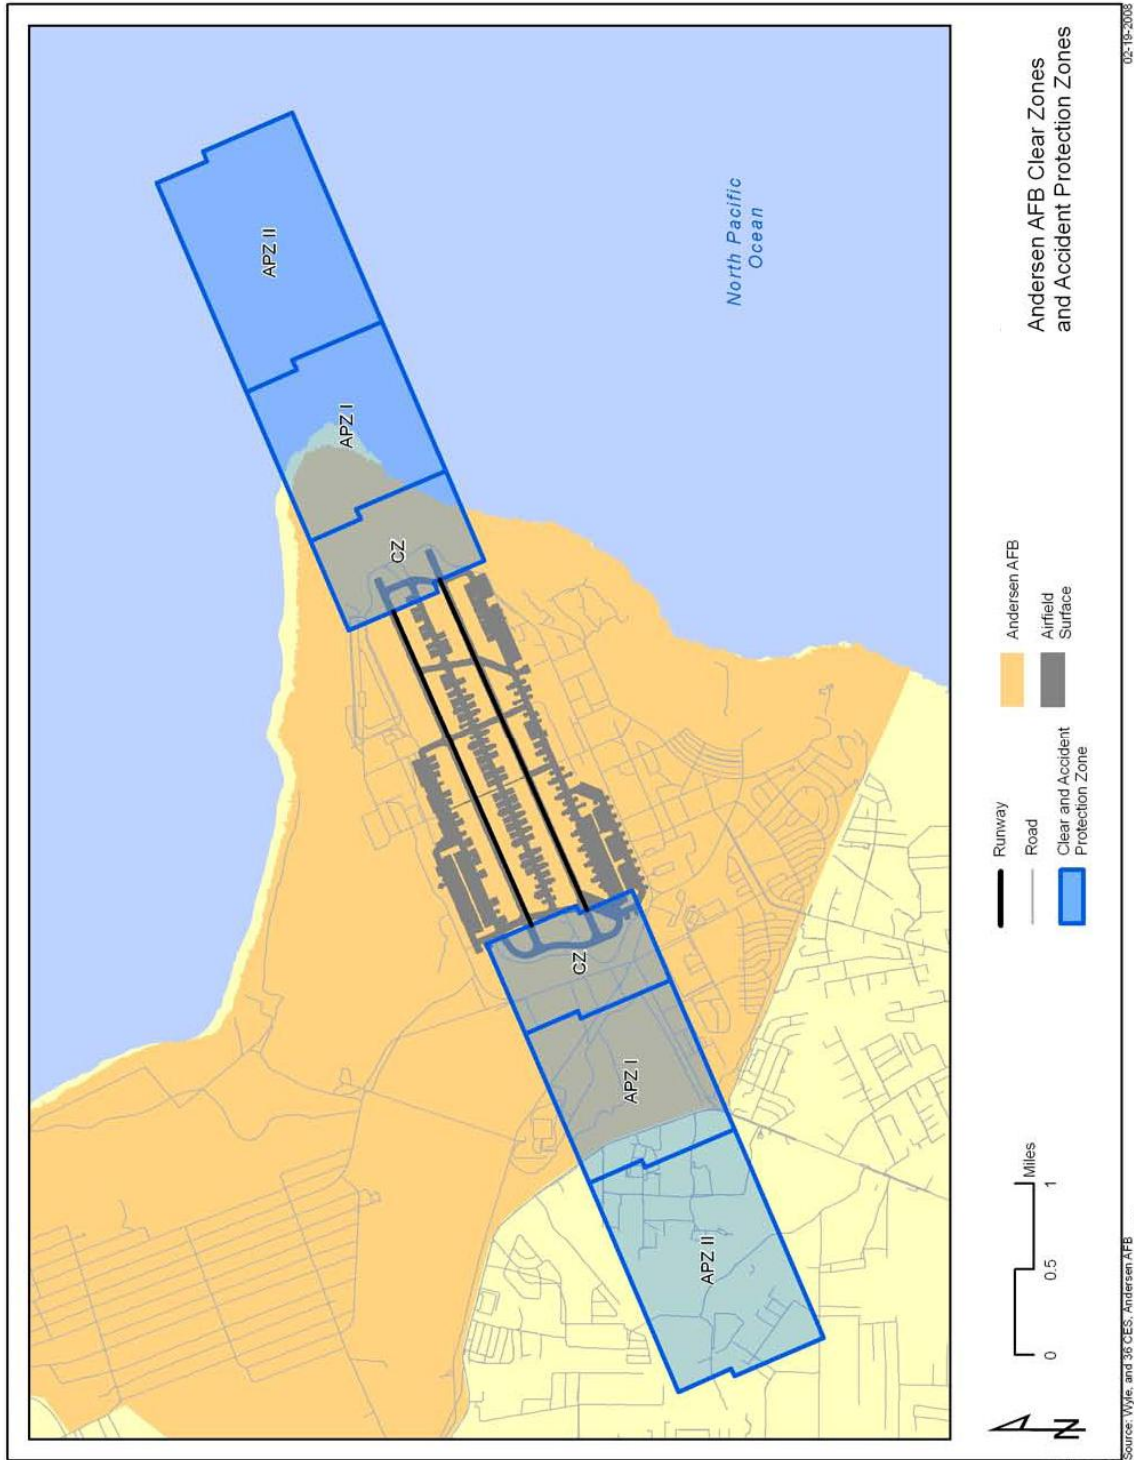 APZ II
APZ I
CZ
CZ
APZ I
APZ II
North Pacific
Ocean
N
0 0.5 1
Miles
Runway
Road
Clear and Accident
Protection Zone
Andersen AFB
Airfield
Surface
Andersen AFB Clear Zones
and Accident Protection Zones
Source: Wyle, and 36 CES, Andersen AFB
02-19-2008